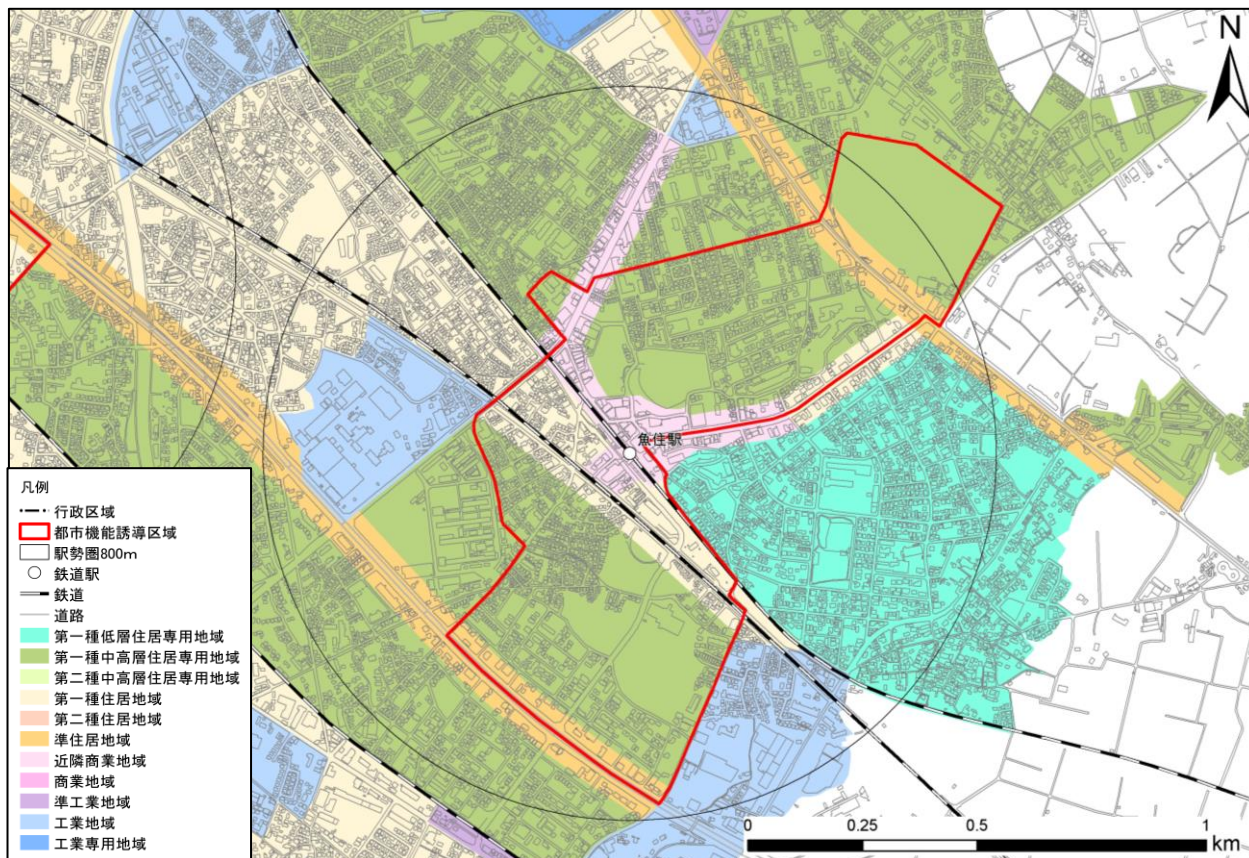 N
魚住駅
凡例
行政区域
都市機能誘導区域
駅勢圏800m
鉄道駅
鉄道
道路
第一種低層住居専用地域
第一種中高層住居専用地域
第二種中高層住居専用地域
第一種住居地域
第二種住居地域
準住居地域
近隣商業地域
商業地域
準工業地域
工業地域
工業専用地域
0 0.25 0.5 1
km